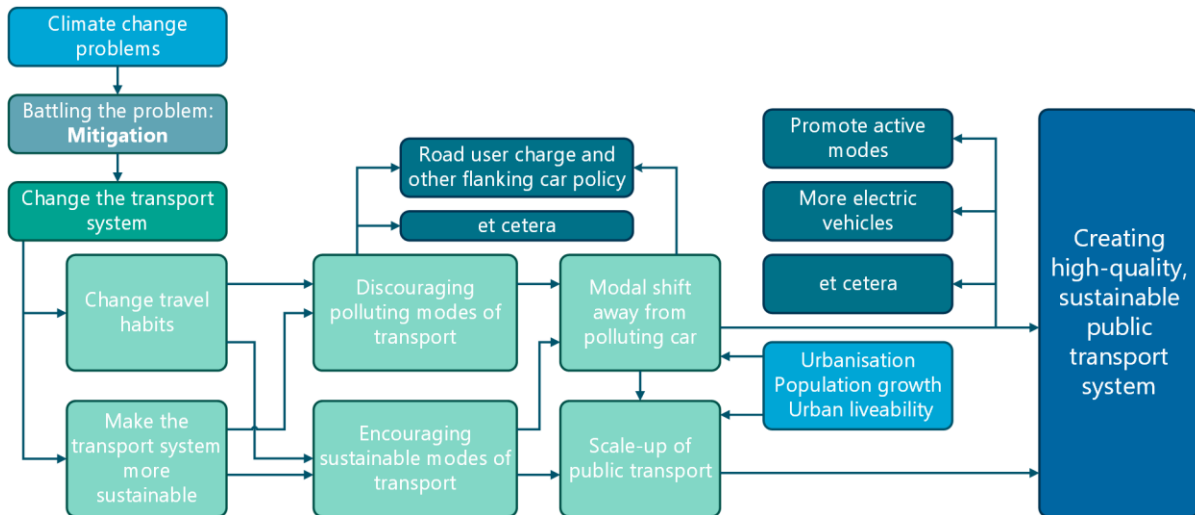 Climate change
problems
Battling the problem:
Mitigation
Change the transport
system
Change travel
habits
Make the
transport system
more
sustainable
Road user charge and
other flanking car policy
et cetera
Discouraging
polluting modes of
transport
Encouraging
sustainable modes of
transport
Modal shift
away from
polluting car
Scale-up of
public transport
Promote active
modes
More electric
vehicles
et cetera
Urbanisation
Population growth
Urban liveability
Creating
high-quality,
sustainable
public
transport
system